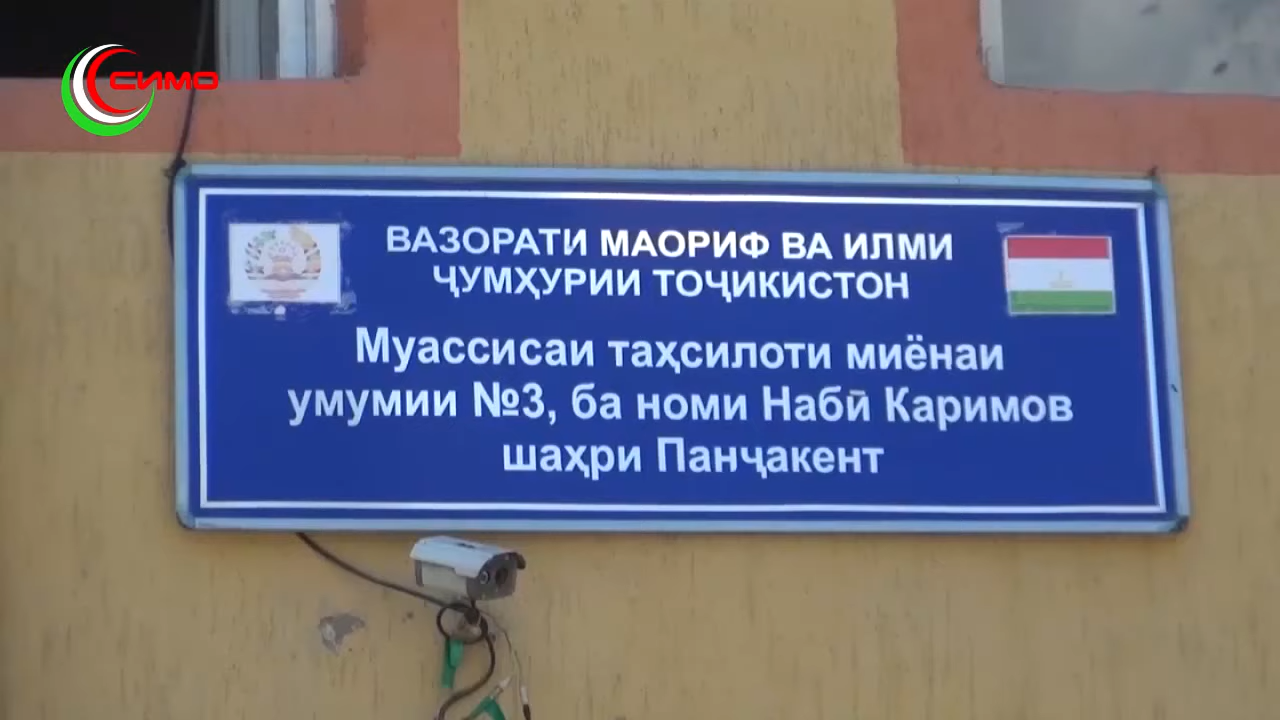 СИМО
ВАЗОРАТИ МАОРИФ ВА ИЛМИ
ҶУМҲУРИИ ТОҶИКИСТОН
Муассисаи таҳсилоти миёнаи
умумии №3, ба номи Набӣ Каримов
шаҳри Панҷакент